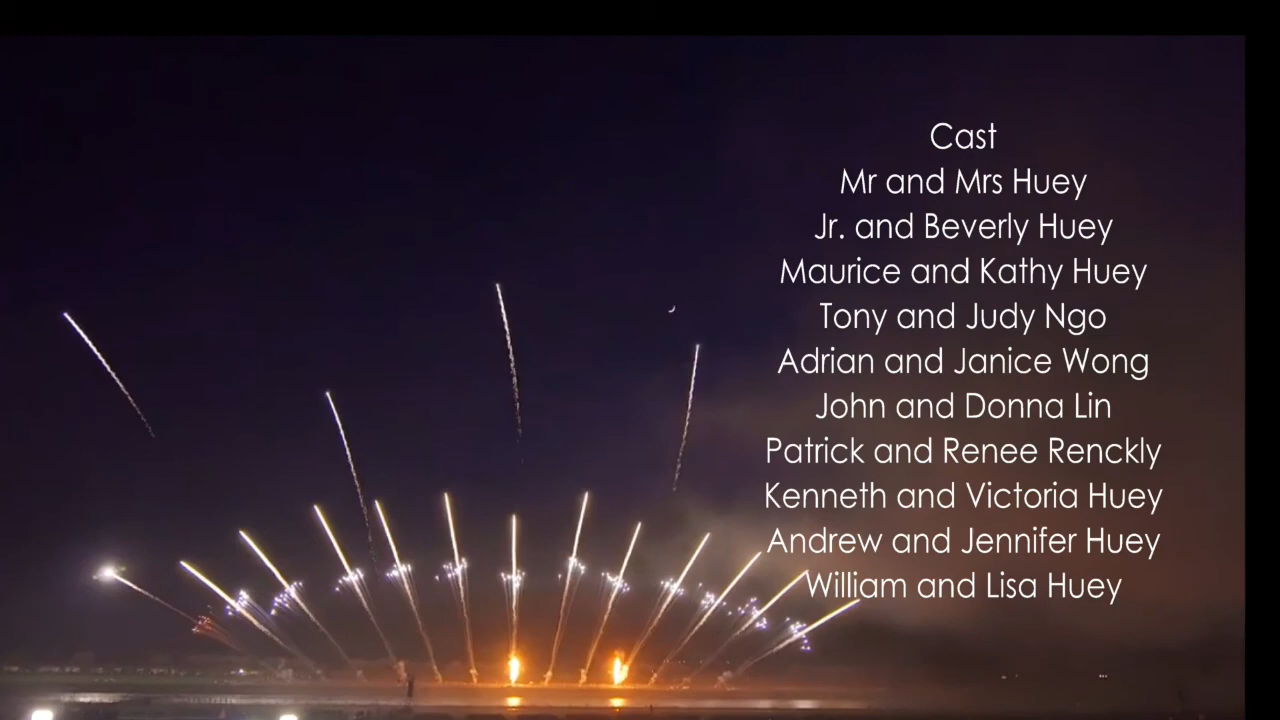 Cast
Mr and Mrs Huey
Jr. and Beverly Huey
Maurice and Kathy Huey
Tony and Judy Ngo
Adrian and Janice Wong
John and Donna Lin
Patrick and Renee Renckly
Kenneth and Victoria Huey
Andrew and Jennifer Huey
William and Lisa Huey